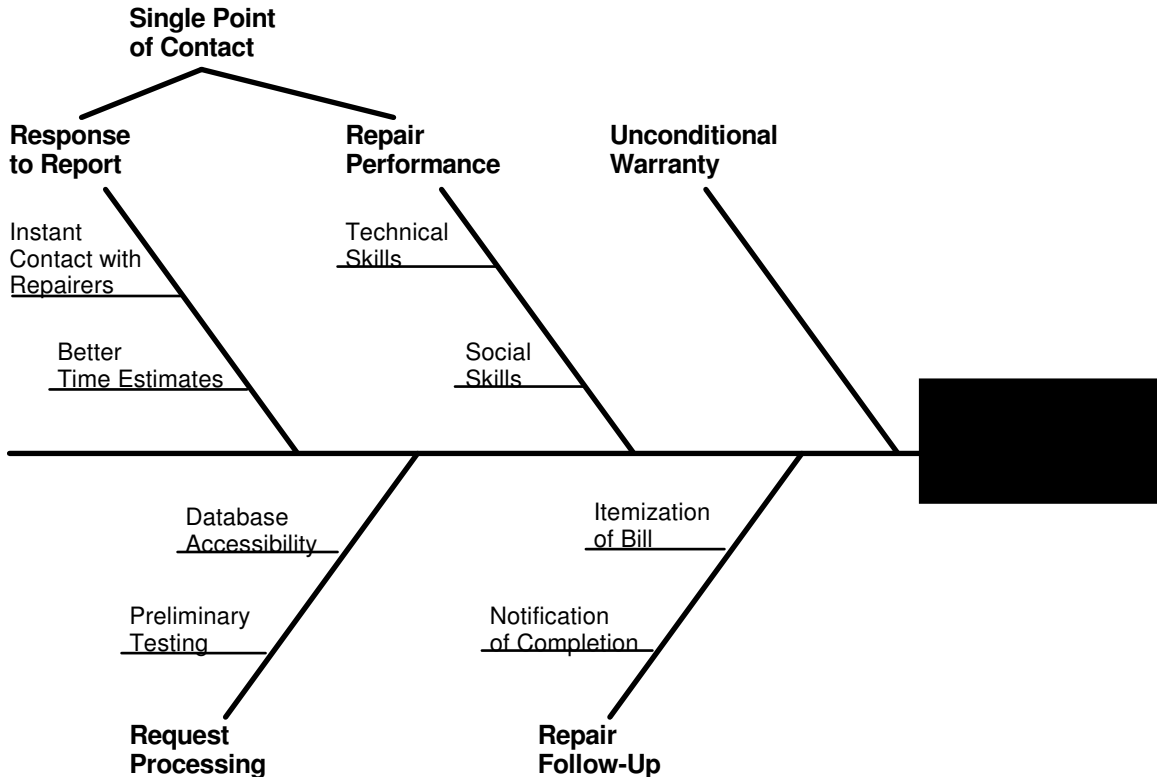 Single Point
of Contact
Response
to Report
Repair
Performance
Unconditional
Warranty
Instant
Contact with
Repairers
Technical
Skills
Better
Time Estimates
Social
Skills
Database
Accessibility
Itemization
of Bill
Preliminary
Testing
Notification
of Completion
Request
Processing
Repair
Follow-Up